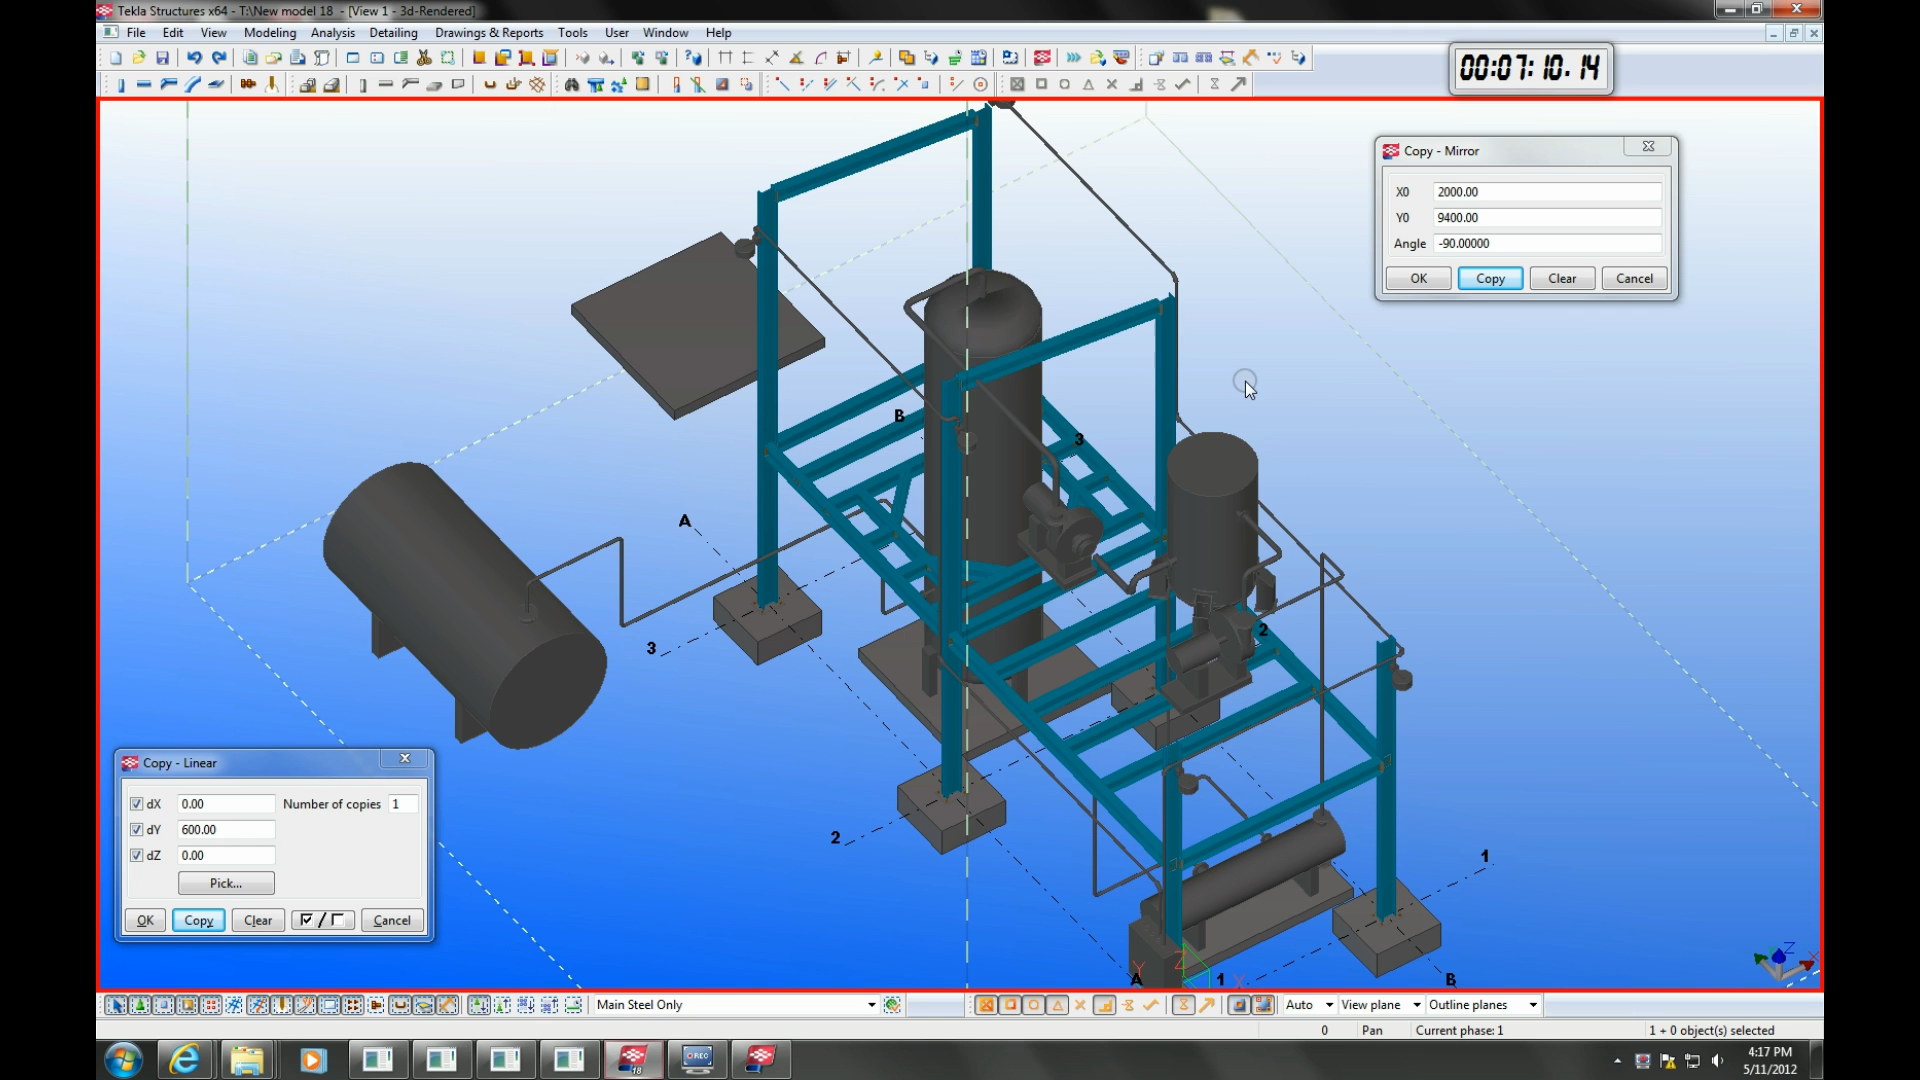 Tekla Structures x64 - T:\New model 18 - [View 1 - 3d-Rendered]
File Edit View Modeling Analysis Detailing Drawings & Reports Tools User Window Help
00:07:10.14
Copy - Mirror
X0 2000.00
Y0 9400.00
Angle -90.00000
OK Copy Clear Cancel
B
3
A
3
2
2
1
A
1
B
Y
Z
X
Z
Copy - Linear
dX 0.00 Number of copies 1
dY 600.00
dZ 0.00
Pick...
OK Copy / Clear Cancel
Main Steel Only
Auto View plane Outline planes
0 Pan Current phase: 1 1 + 0 object(s) selected
18
REC
4:17 PM
5/11/2012